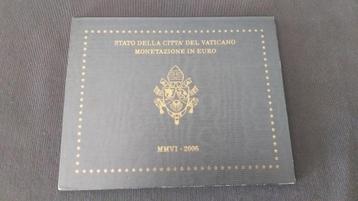 STATO DELLA CITTA' DEL VATICANO
MONETAZIONE IN EURO
MMVI - 2006